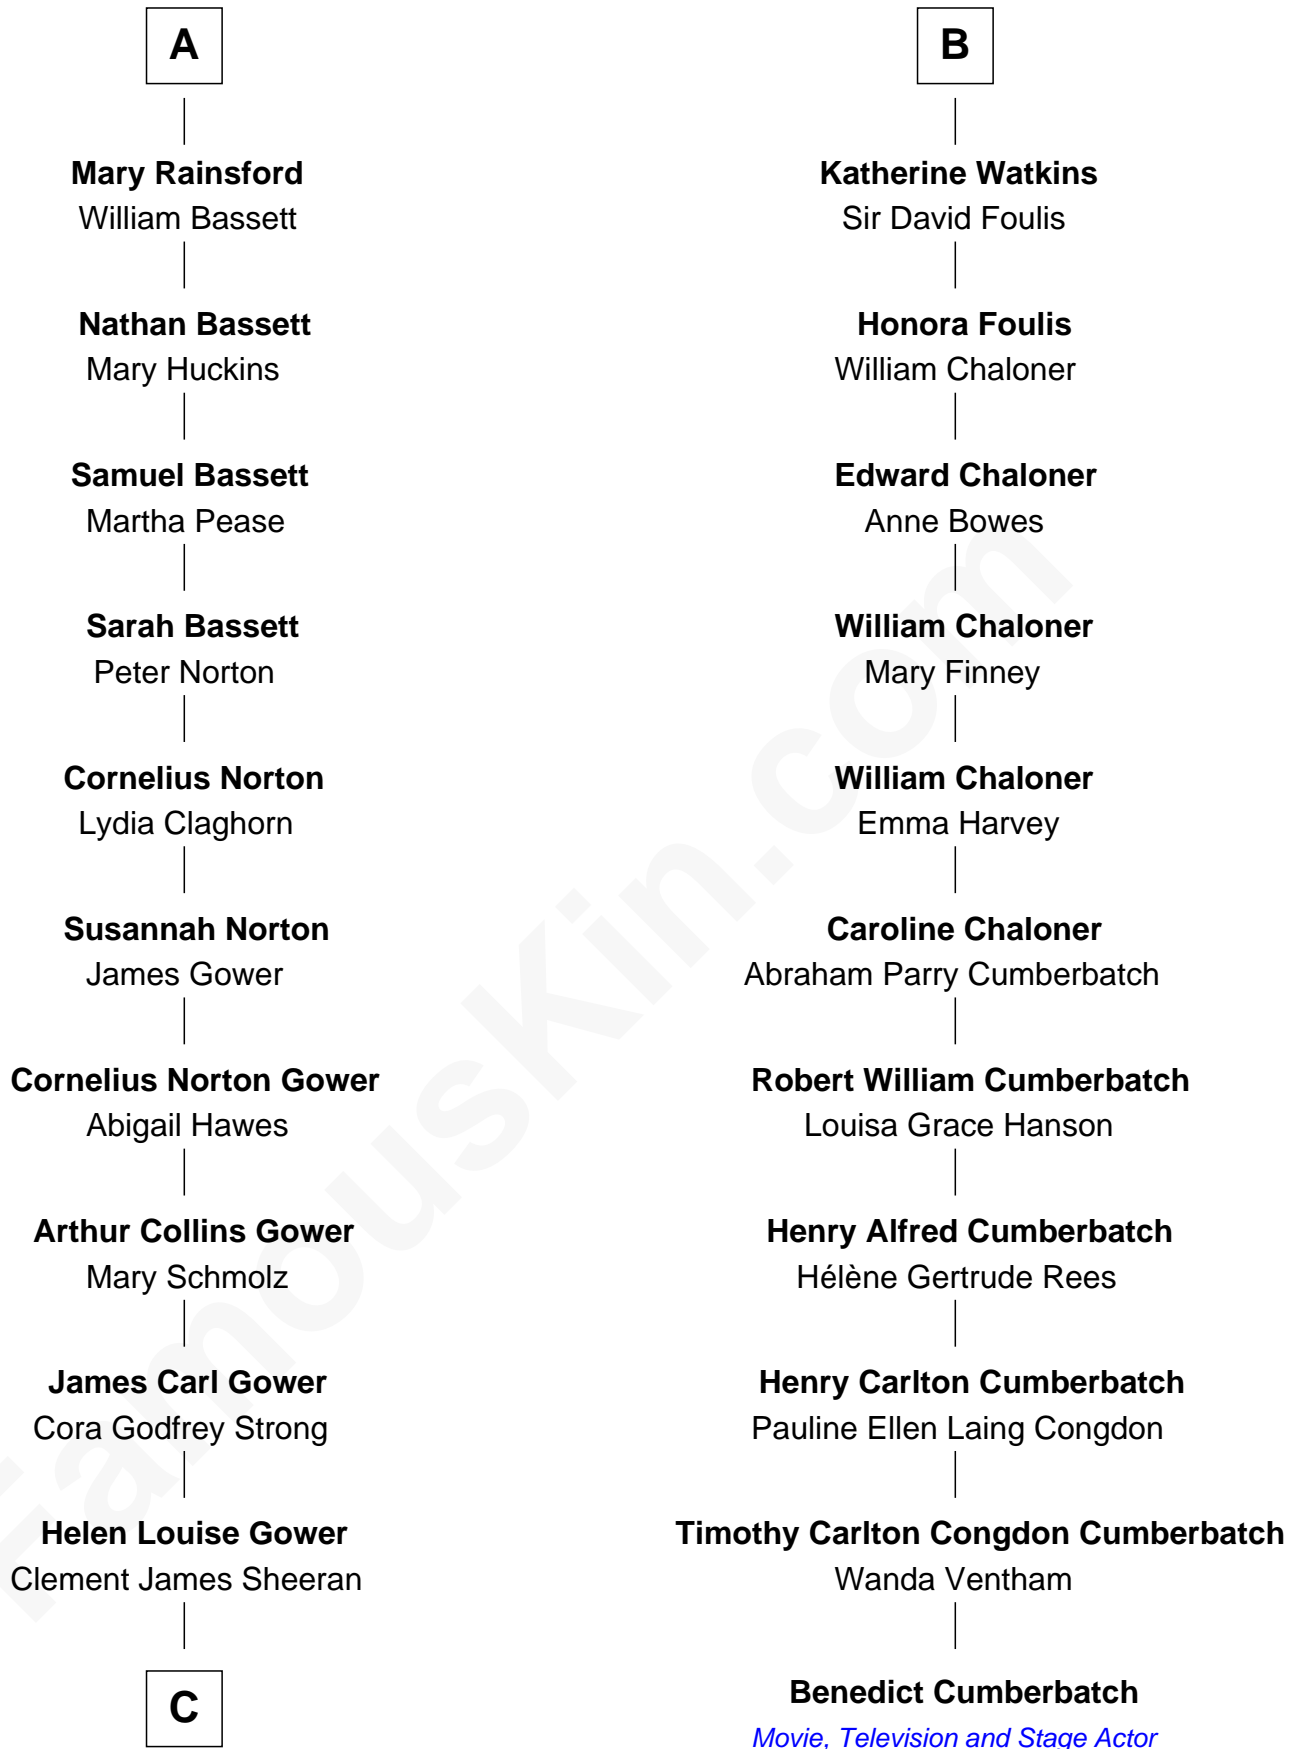 A
Mary Rainsford
William Bassett
Nathan Bassett
Mary Huckins
Samuel Bassett
Martha Pease
Sarah Bassett
Peter Norton
Cornelius Norton
Lydia Claghorn
Susannah Norton
James Gower
Cornelius Norton Gower
Abigail Hawes
Arthur Collins Gower
Mary Schmolz
James Carl Gower
Cora Godfrey Strong
Helen Louise Gower
Clement James Sheeran
C
B
Katherine Watkins
Sir David Foulis
Honora Foulis
William Chaloner
Edward Chaloner
Anne Bowes
William Chaloner
Mary Finney
William Chaloner
Emma Harvey
Caroline Chaloner
Abraham Parry Cumberbatch
Robert William Cumberbatch
Louisa Grace Hanson
Henry Alfred Cumberbatch
Hélène Gertrude Rees
Henry Carlton Cumberbatch
Pauline Ellen Laing Congdon
Timothy Carlton Congdon Cumberbatch
Wanda Ventham
Benedict Cumberbatch
Movie, Television and Stage Actor
FamousKin.com